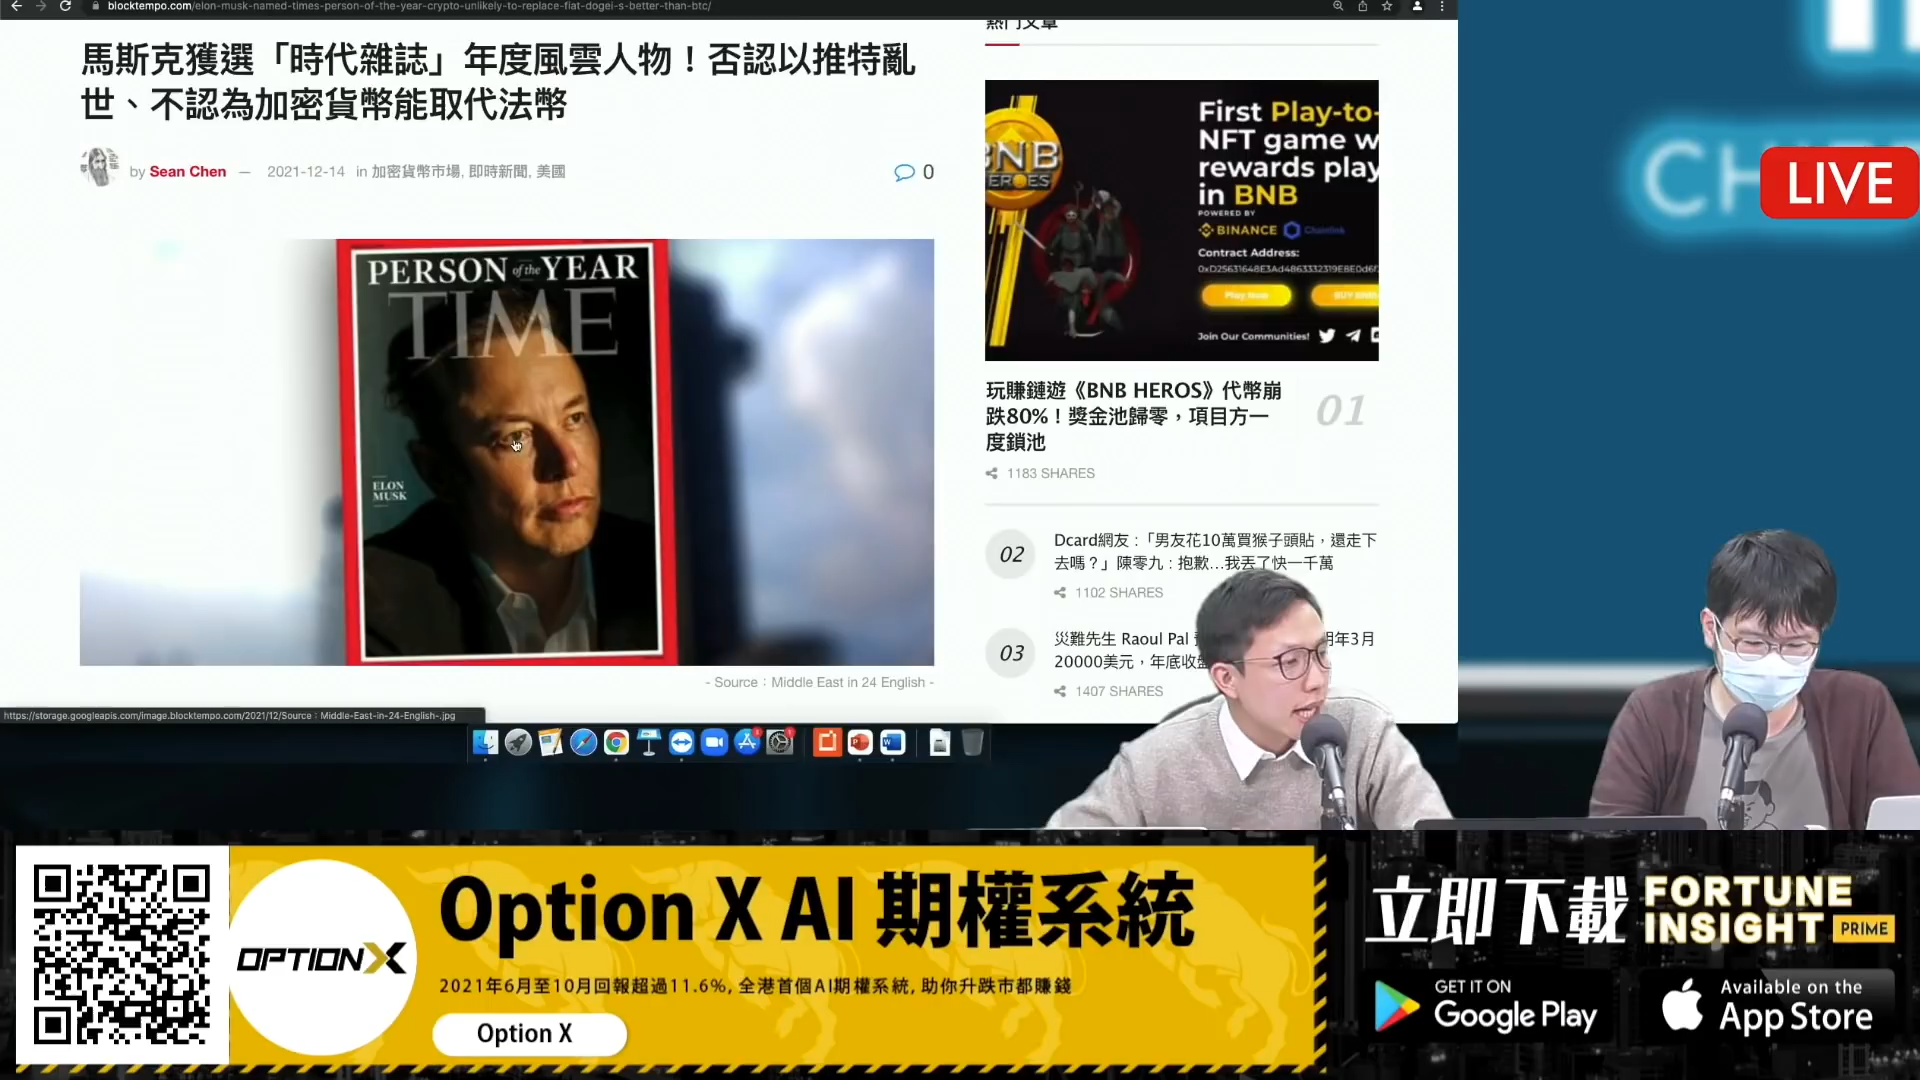 blocktempo.com/elon-musk-named-times-person-of-the-year-crypto-unlikely-to-replace-fiat-dogei-s-better-than-btc/
熱門文章
馬斯克獲選「時代雜誌」年度風雲人物！否認以推特亂
世、不認為加密貨幣能取代法幣
by Sean Chen — 2021-12-14 in 加密貨幣市場, 即時新聞, 美國
0
PERSON of the YEAR
TIME
ELON
MUSK
- Source：Middle East in 24 English -
https://storage.googleapis.com/image.blocktempo.com/2021/12/Source：Middle-East-in-24-English-.jpg
First Play-to-
NFT game w
rewards play
in BNB
POWERED BY
BINANCE Chainlink
Contract Address:
Play Now
Join Our Communities!
BNB
玩賺鏈遊《BNB HEROS》代幣崩
跌80%！獎金池歸零，項目方一
度鎖池
01
1183 SHARES
02
Dcard網友 :「男友花10萬買猴子頭貼，還走下
去嗎？」陳零九 : 抱歉...我丟了快一千萬
1102 SHARES
03
災難先生 Raoul Pal
明年3月
20000美元，年底收
1407 SHARES
LIVE
CH
OPTIONX
Option X AI 期權系統
2021年6月至10月回報超過11.6%, 全港首個AI期權系統, 助你升跌市都賺錢
Option X
立即下載
FORTUNE
INSIGHT
PRIME
GET IT ON
Google Play
Available on the
App Store